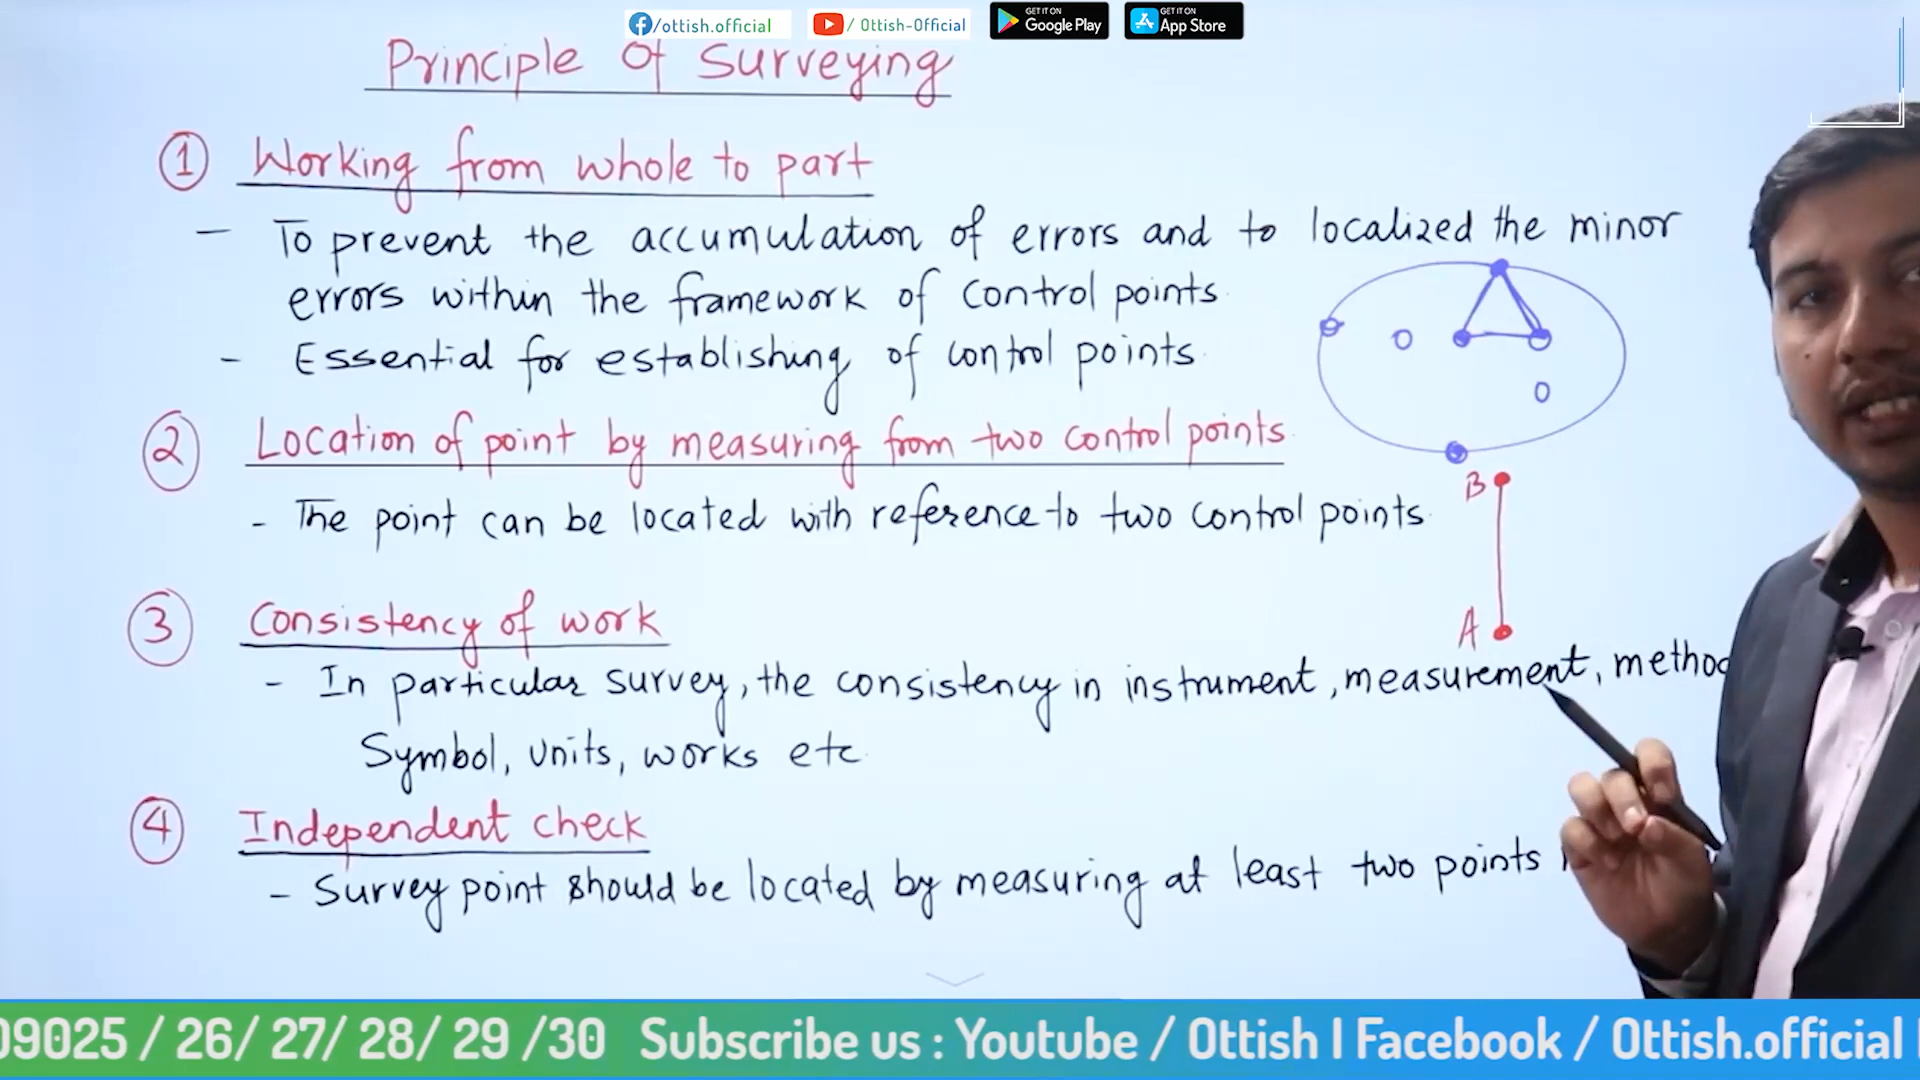 /ottish.official
/ Ottish-Official
GET IT ON Google Play
GET IT ON App Store
Principle Of Surveying
1 Working from whole to part
- To prevent the accumulation of errors and to localized the minor
errors within the framework of control points
- Essential for establishing of control points
2 Location of point by measuring from two control points
- The point can be located with reference to two control points
B
A
3 Consistency of work
- In particular survey, the consistency in instrument, measurement,
Symbol, units, works etc
4 Independent check
- Survey point should be located by measuring at least two points
09025 / 26/ 27/ 28/ 29 /30 Subscribe us : Youtube / Ottish I Facebook / Ottish.official